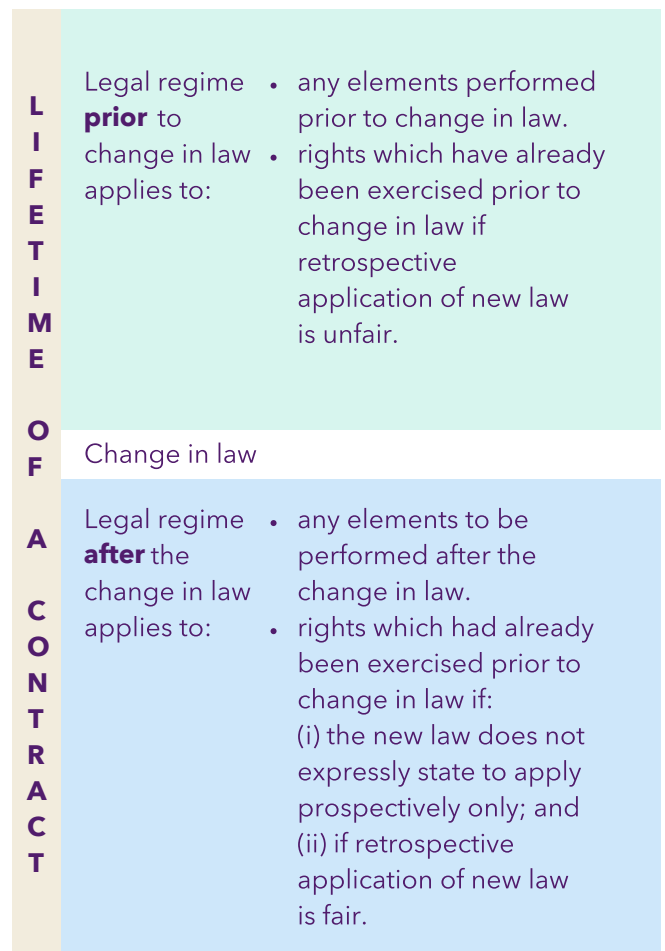 LIFETIME OF A CONTRACT
Legal regime
prior to
change in law
applies to:
• any elements performed
prior to change in law.
• rights which have already
been exercised prior to
change in law if
retrospective
application of new law
is unfair.
Change in law
Legal regime
after the
change in law
applies to:
• any elements to be
performed after the
change in law.
• rights which had already
been exercised prior to
change in law if:
(i) the new law does not
expressly state to apply
prospectively only; and
(ii) if retrospective
application of new law
is fair.